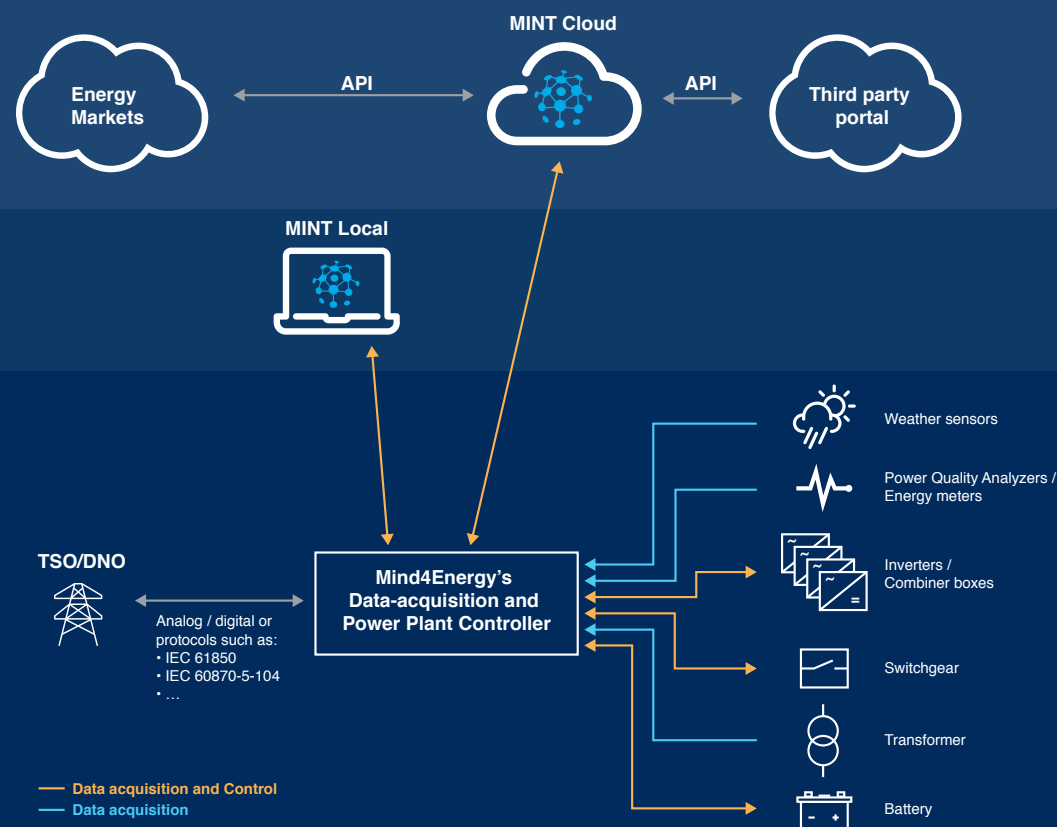 MINT Cloud
Energy
Markets
API
API
Third party
portal
MINT Local
Weather sensors
Power Quality Analyzers /
Energy meters
TSO/DNO
Mind4Energy's
Data-acquisition and
Power Plant Controller
Inverters /
Combiner boxes
Analog / digital or
protocols such as:
• IEC 61850
• IEC 60870-5-104
• ...
Switchgear
Transformer
Data acquisition and Control
Data acquisition
Battery